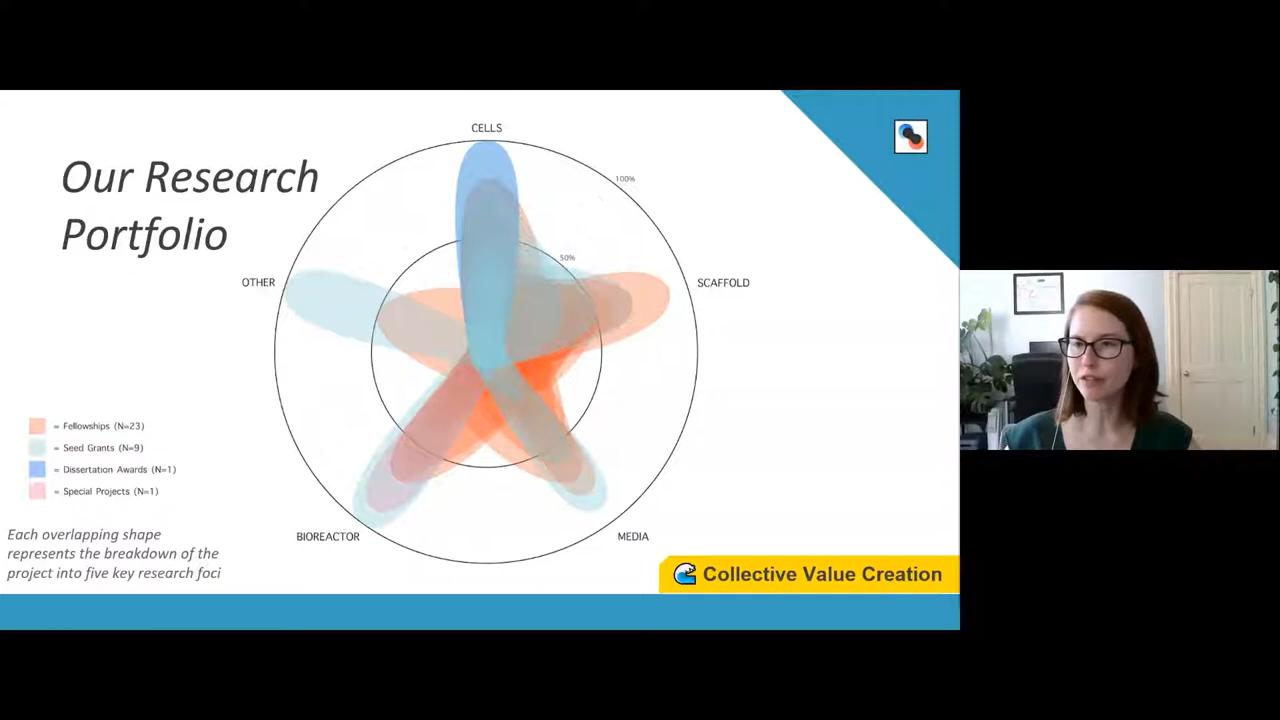 Our Research
Portfolio
CELLS
100%
50%
OTHER
SCAFFOLD
BIOREACTOR
MEDIA
= Fellowships (N=23)
= Seed Grants (N=9)
= Dissertation Awards (N=1)
= Special Projects (N=1)
Each overlapping shape
represents the breakdown of the
project into five key research foci
Collective Value Creation